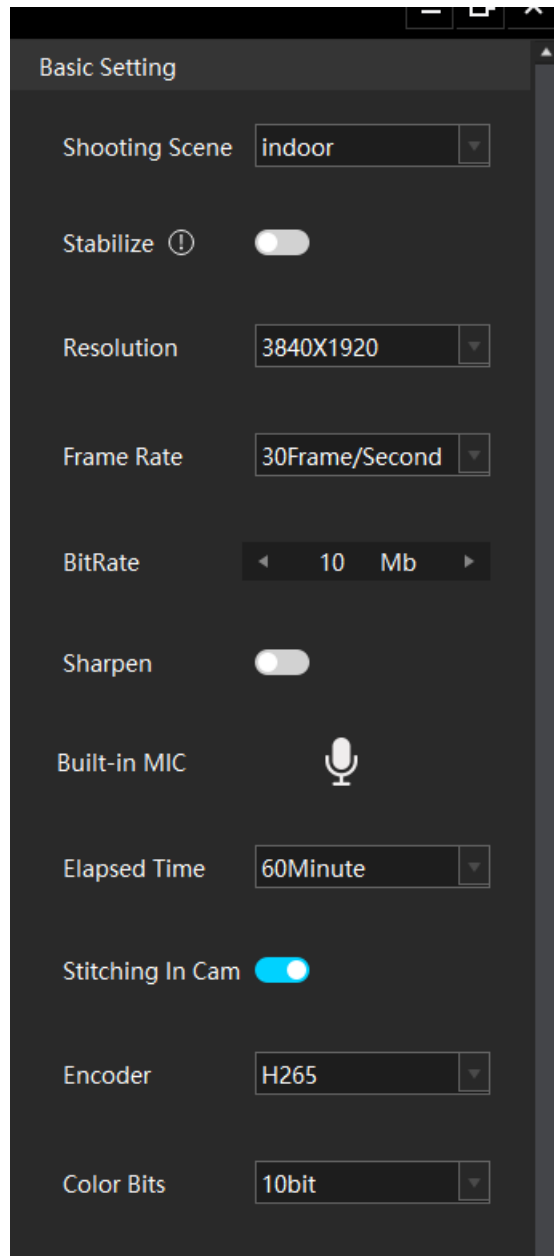 Basic Setting
Shooting Scene indoor
Stabilize
Resolution 3840X1920
Frame Rate 30Frame/Second
BitRate 10 Mb
Sharpen
Built-in MIC
Elapsed Time 60Minute
Stitching In Cam
Encoder H265
Color Bits 10bit